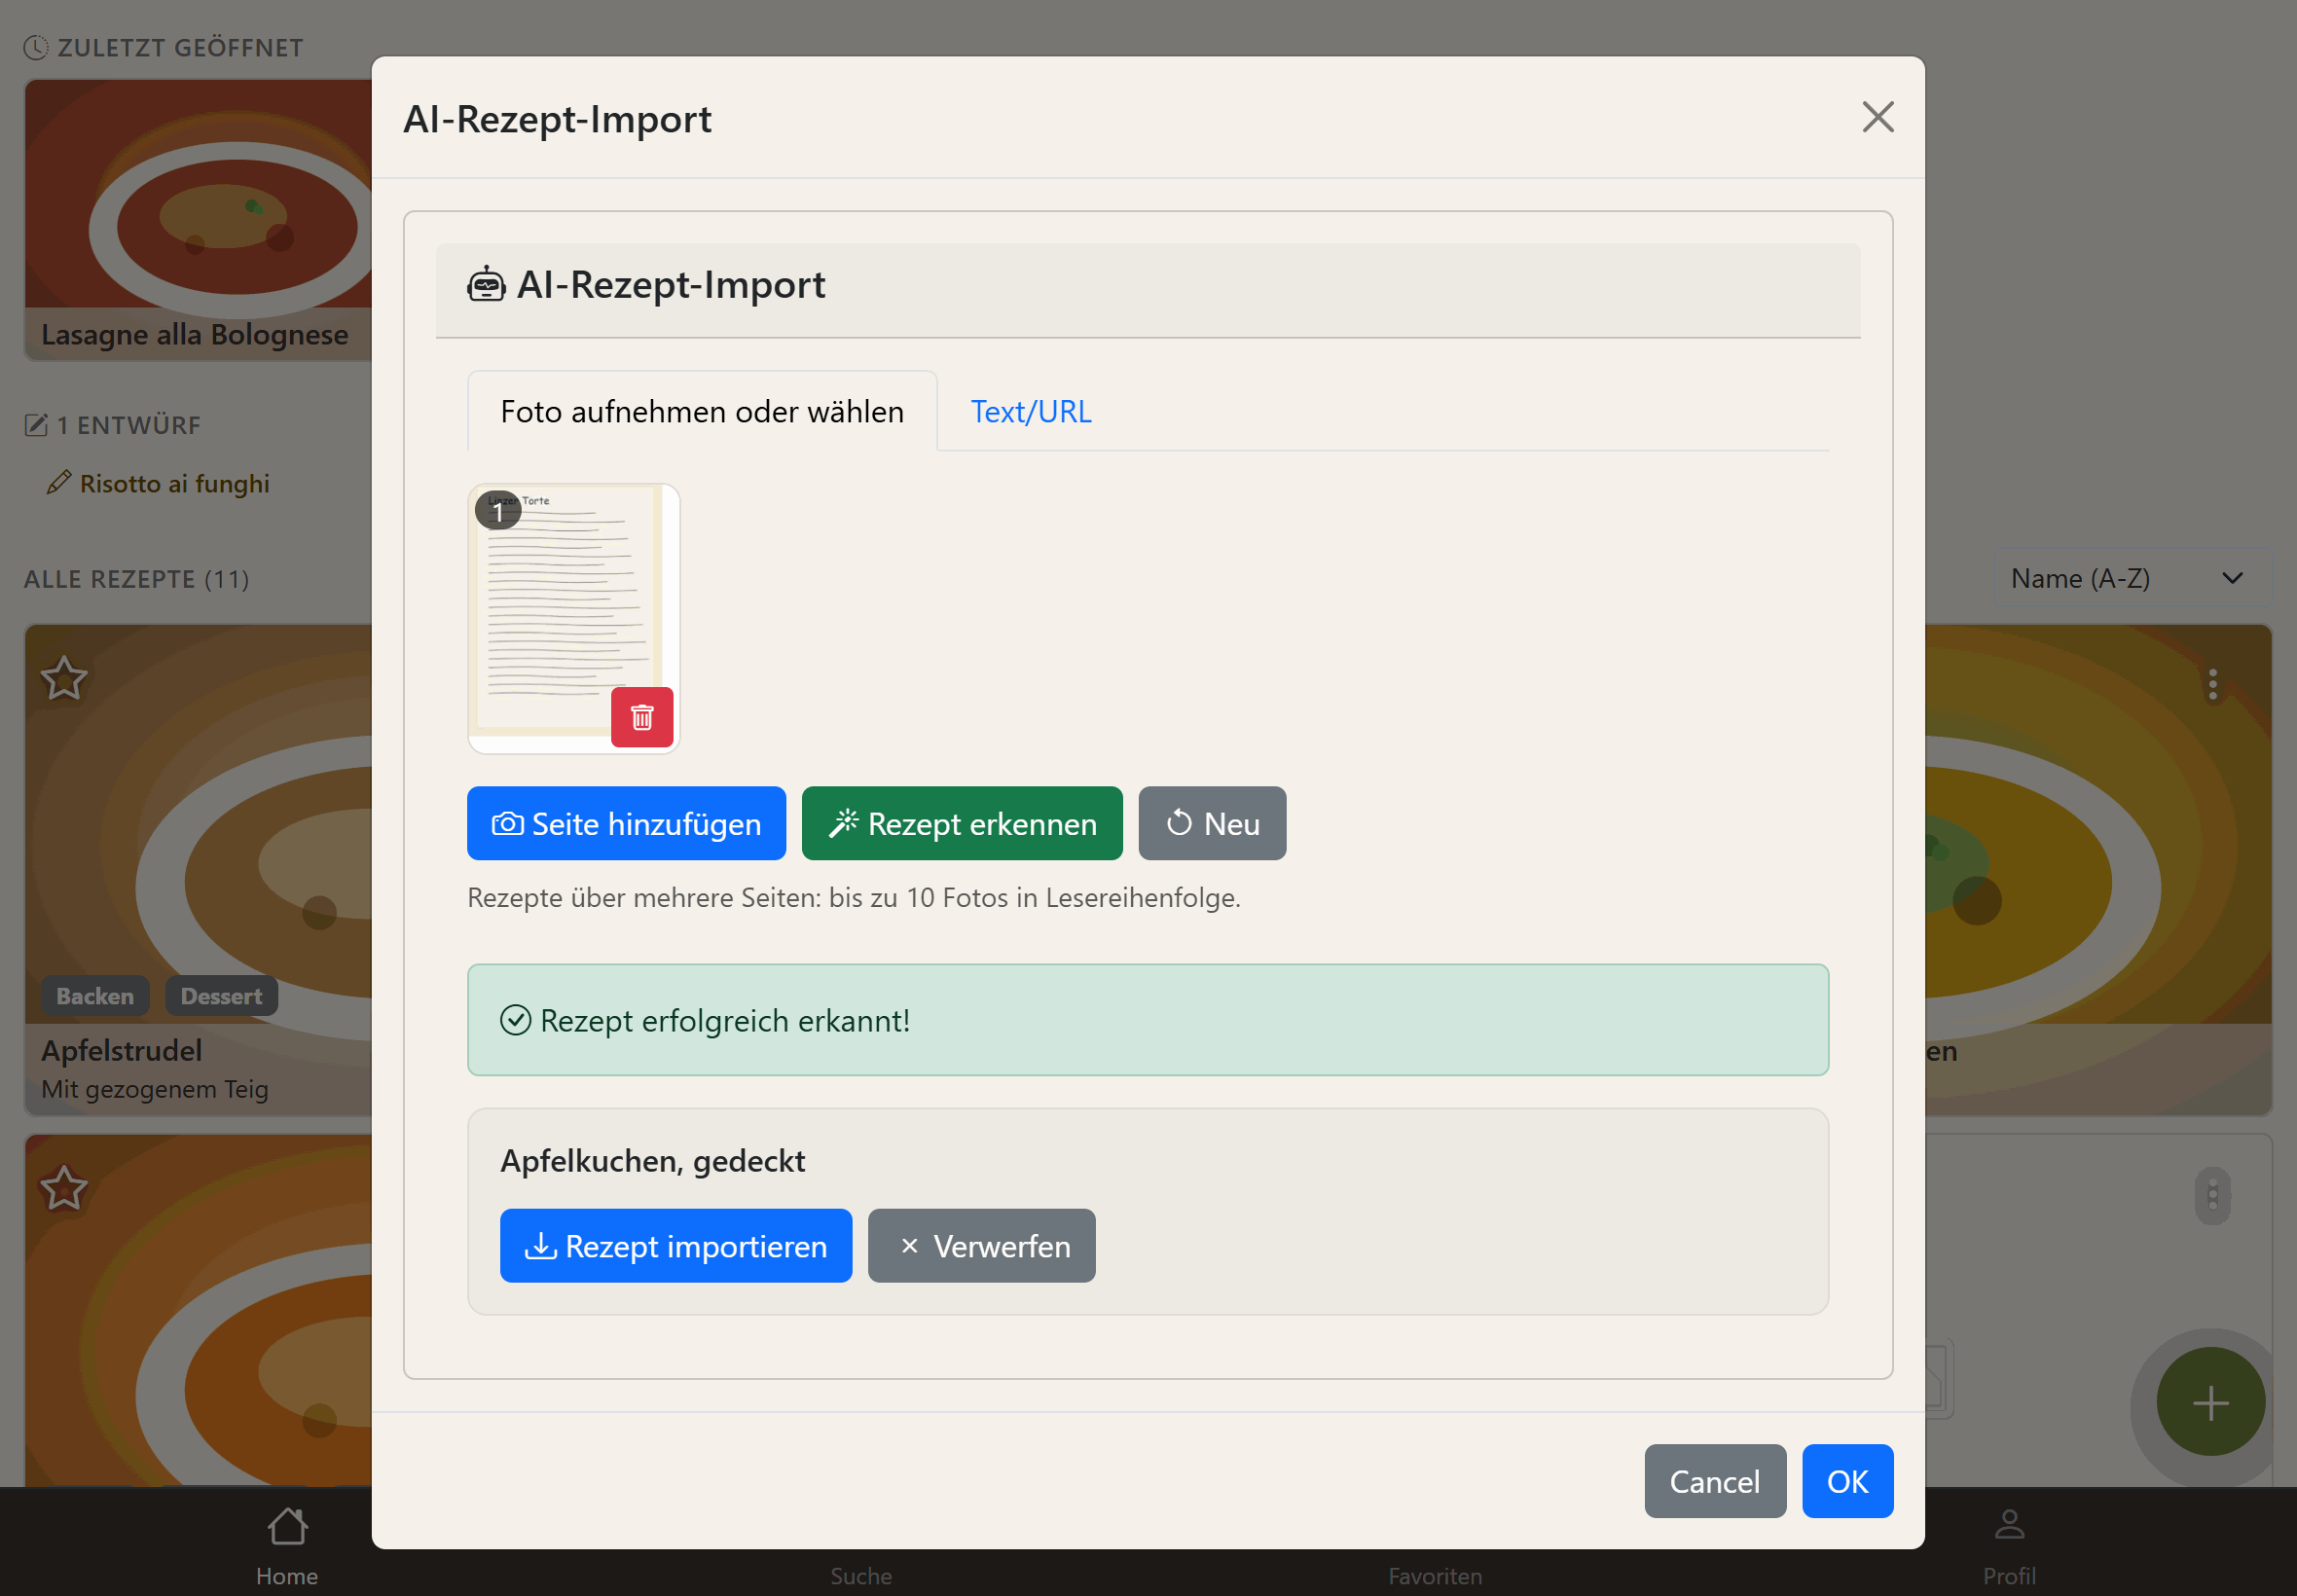 ZULETZT GEÖFFNET
Lasagne alla Bolognese
1 ENTWÜRF
Risotto ai funghi
ALLE REZEPTE (11)
Name (A-Z)
Backen
Dessert
Apfelstrudel
Mit gezogenem Teig
en
AI-Rezept-Import
AI-Rezept-Import
Foto aufnehmen oder wählen
Text/URL
Linzer Torte
1
Seite hinzufügen
Rezept erkennen
Neu
Rezepte über mehrere Seiten: bis zu 10 Fotos in Lesereihenfolge.
Rezept erfolgreich erkannt!
Apfelkuchen, gedeckt
Rezept importieren
Verwerfen
Cancel
OK
Home
Suche
Favoriten
Profil